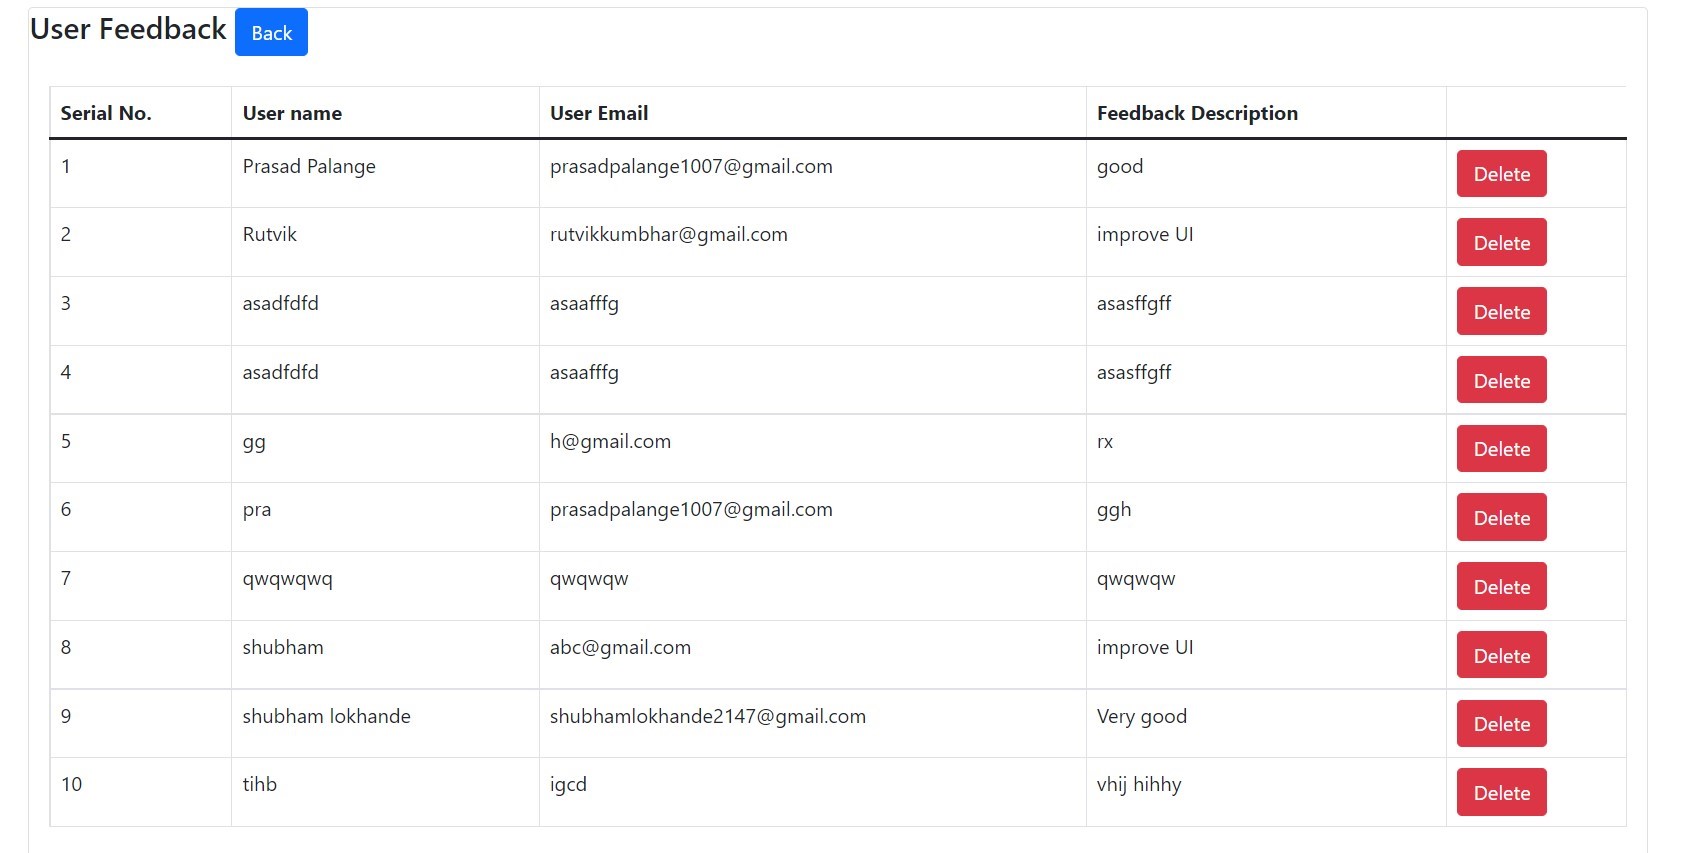 User Feedback Back
Serial No. User name User Email Feedback Description
1 Prasad Palange prasadpalange1007@gmail.com good Delete
2 Rutvik rutvikkumbhar@gmail.com improve UI Delete
3 asadfdfd asaafffg asasffgff Delete
4 asadfdfd asaafffg asasffgff Delete
5 gg h@gmail.com rx Delete
6 pra prasadpalange1007@gmail.com ggh Delete
7 qwqwqwq qwqwqw qwqwqw Delete
8 shubham abc@gmail.com improve UI Delete
9 shubham lokhande shubhamlokhande2147@gmail.com Very good Delete
10 tihb igcd vhij hihhy Delete